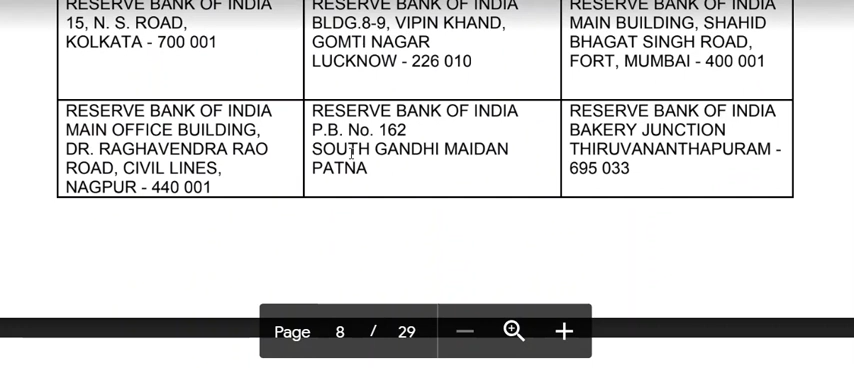 RESERVE BANK OF INDIA
15, N. S. ROAD,
KOLKATA - 700 001
RESERVE BANK OF INDIA
BLDG.8-9, VIPIN KHAND,
GOMTI NAGAR
LUCKNOW - 226 010
RESERVE BANK OF INDIA
MAIN BUILDING, SHAHID
BHAGAT SINGH ROAD,
FORT, MUMBAI - 400 001
RESERVE BANK OF INDIA
MAIN OFFICE BUILDING,
DR. RAGHAVENDRA RAO
ROAD, CIVIL LINES,
NAGPUR - 440 001
RESERVE BANK OF INDIA
P.B. No. 162
SOUTH GANDHI MAIDAN
PATNA
RESERVE BANK OF INDIA
BAKERY JUNCTION
THIRUVANANTHAPURAM -
695 033
Page 8 / 29